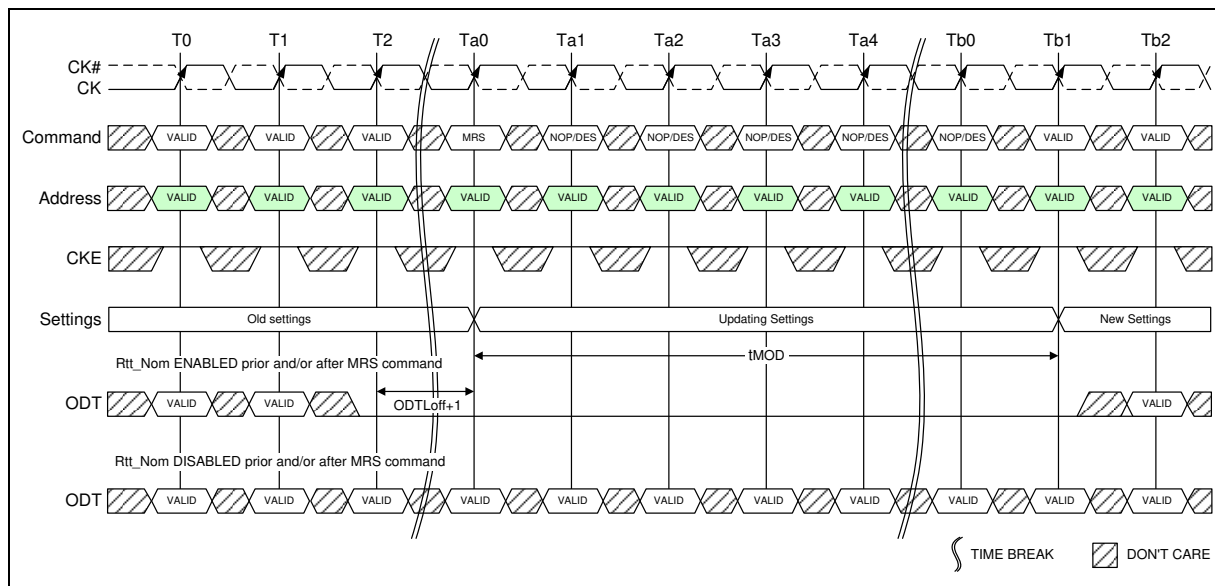 T0 T1 T2 Ta0 Ta1 Ta2 Ta3 Ta4 Tb0 Tb1 Tb2
CK#
CK
Command VALID VALID VALID MRS NOP/DES NOP/DES NOP/DES NOP/DES NOP/DES VALID VALID
Address VALID VALID VALID VALID VALID VALID VALID VALID VALID VALID VALID
CKE
Settings Old settings Updating Settings New Settings
Rtt_Nom ENABLED prior and/or after MRS command tMOD
ODT VALID VALID ODTLoff+1 VALID
Rtt_Nom DISABLED prior and/or after MRS command
ODT VALID VALID VALID VALID VALID VALID VALID VALID VALID VALID VALID
TIME BREAK DON'T CARE